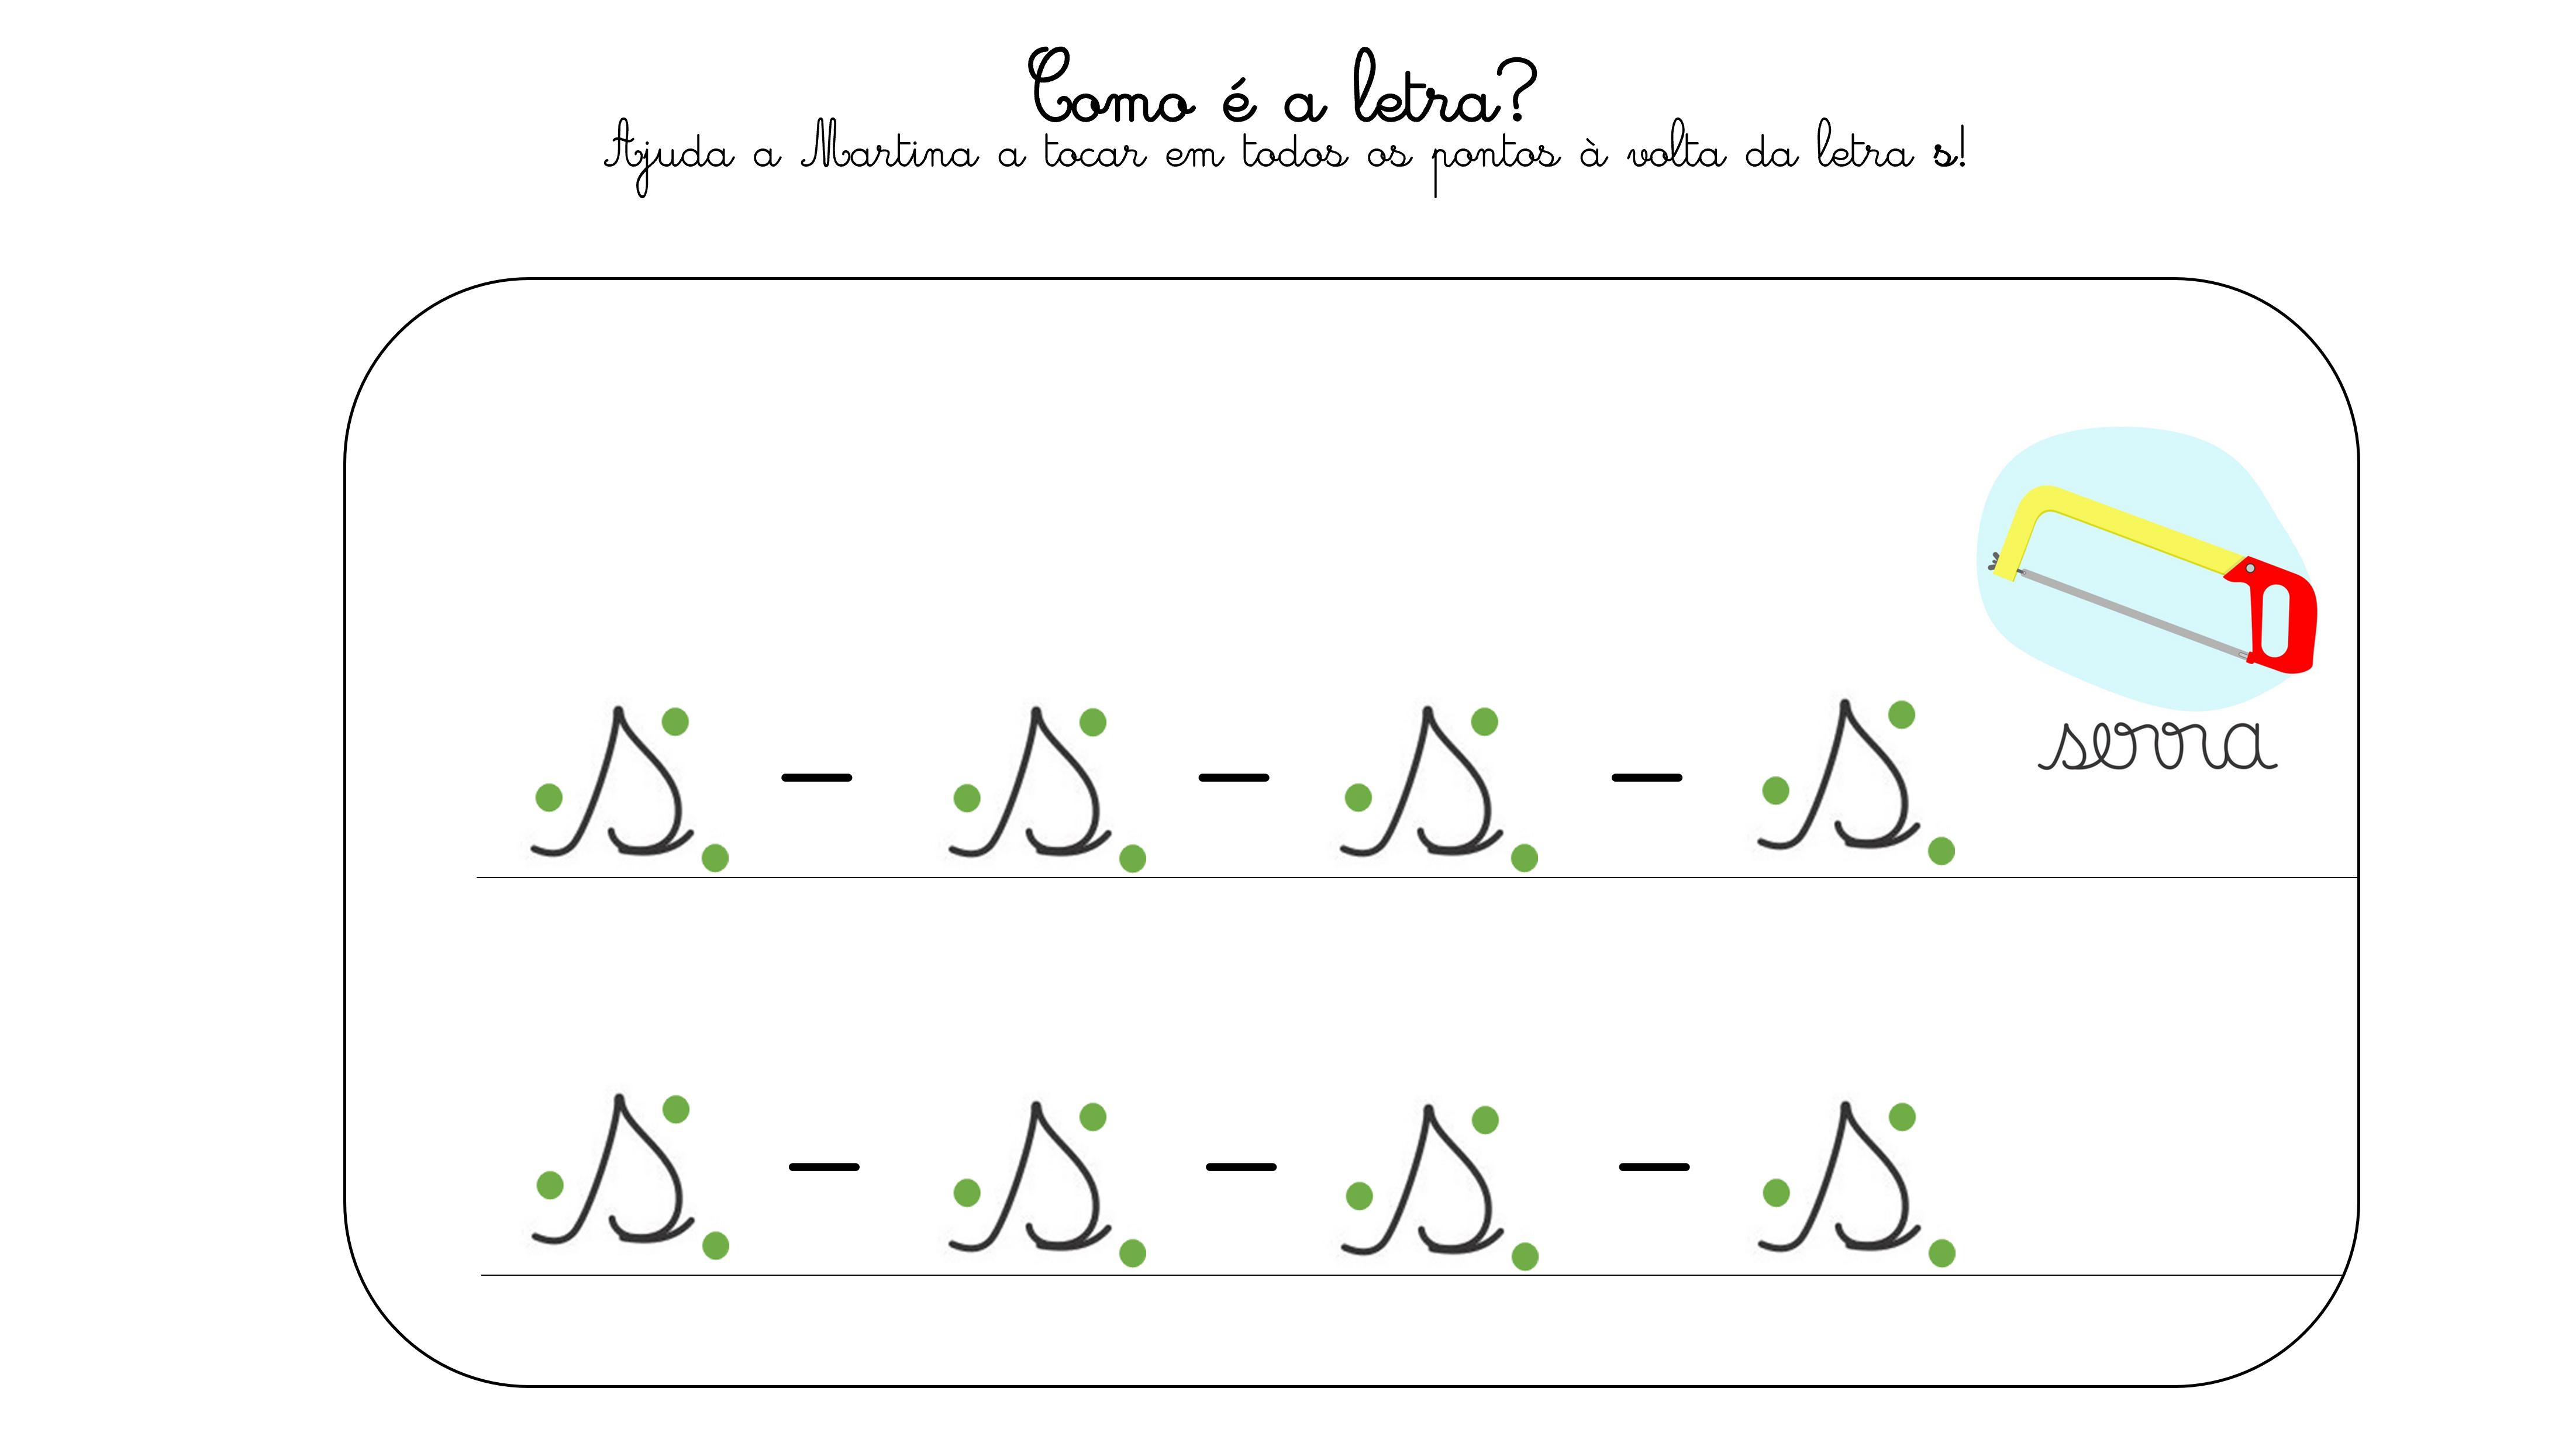 Como é a letra?
Ajuda a Martina a tocar em todos os pontos à volta da letra s!
serra
s – s – s – s
s – s – s – s